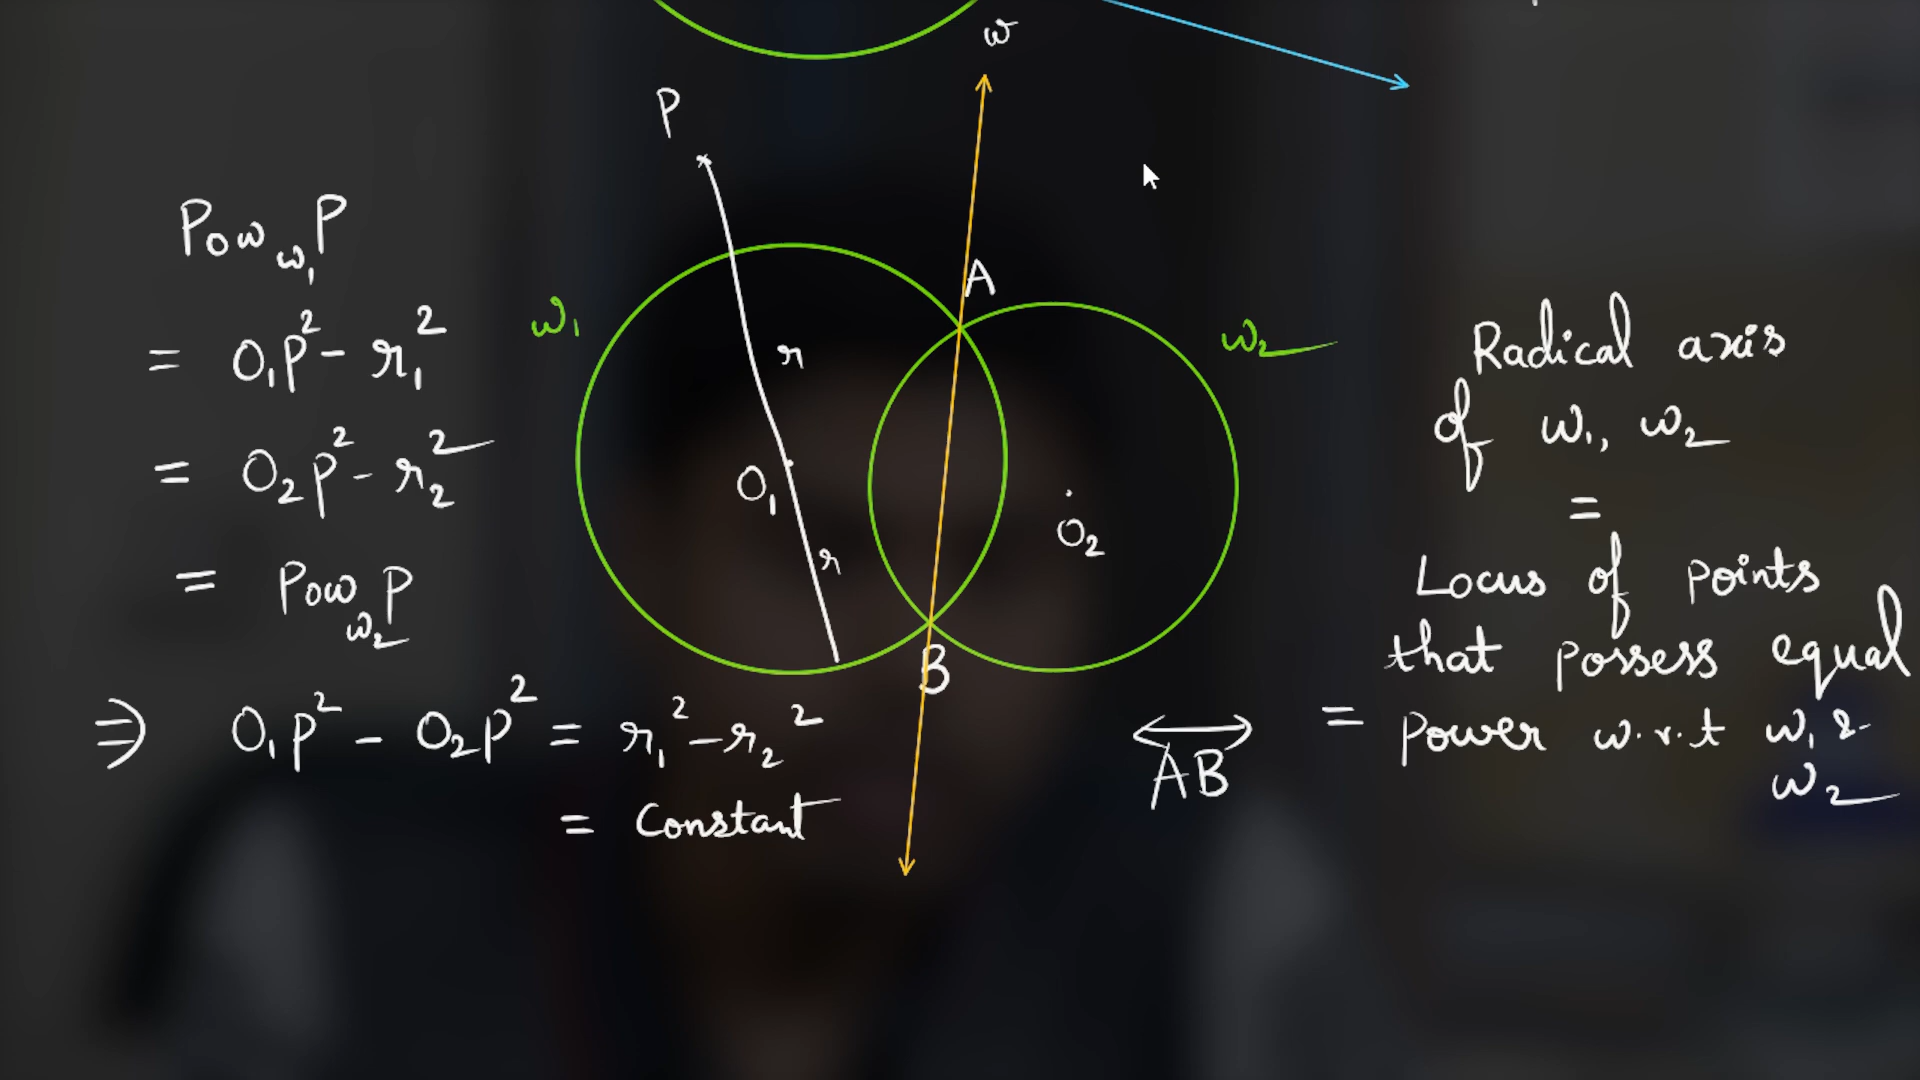 ω
P
Pow_ω₁ P
= O₁P² - r₁²
= O₂P² - r₂²
= Pow_ω₂ P
⇒ O₁P² - O₂P² = r₁² - r₂²
= Constant
ω₁
r
A
O₁
r
O₂
B
ω₂
AB
Radical axis
of ω₁, ω₂
=
Locus of points
that possess equal
= power w.r.t ω₁ &
ω₂